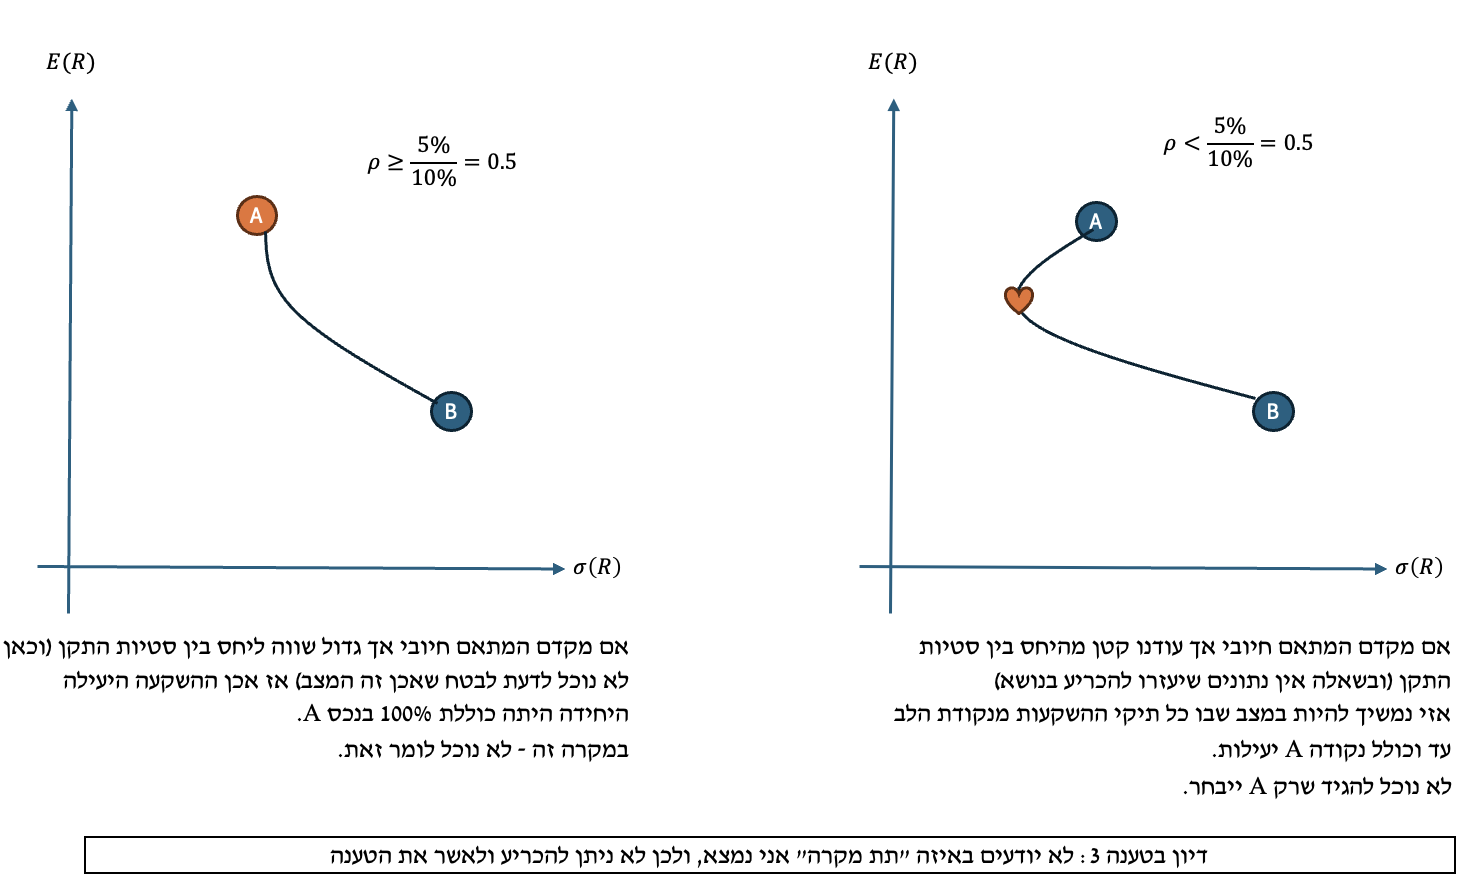 E(R)
ρ ≥ 5%/10% = 0.5
A
B
σ(R)
E(R)
ρ < 5%/10% = 0.5
A
B
σ(R)
אם מקדם המתאם חיובי אך עודנו קטן מהיחס בין סטיות
התקן (ובשאלה אין נתונים שיעזרו להכריע בנושא)
אזי נמשיך להיות במצב שבו כל תיקי ההשקעות מנקודת הלב
עד וכולל נקודה A יעילות.
לא נוכל להגיד שרק A ייבחר.
אם מקדם המתאם חיובי אך גדול שווה ליחס בין סטיות התקן (וכאן
לא נוכל לדעת לבטח שאכן זה המצב) אז אכן ההשקעה היעילה
היחידה היתה כוללת 100% בנכס A.
במקרה זה - לא נוכל לומר זאת.
דיון בטענה 3 : לא יודעים באיזה "תת מקרה" אני נמצא, ולכן לא ניתן להכריע ולאשר את הטענה